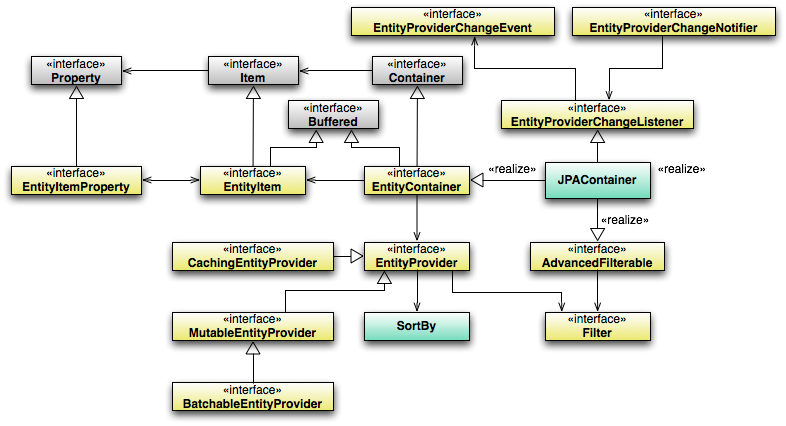 «interface»
EntityProviderChangeEvent
«interface»
EntityProviderChangeNotifier
«interface»
Property
«interface»
Item
«interface»
Container
«interface»
Buffered
«interface»
EntityProviderChangeListener
«interface»
EntityItemProperty
«interface»
EntityItem
«interface»
EntityContainer
«realize»
JPAContainer
«realize»
«realize»
«interface»
CachingEntityProvider
«interface»
EntityProvider
«interface»
AdvancedFilterable
«interface»
MutableEntityProvider
SortBy
«interface»
Filter
«interface»
BatchableEntityProvider